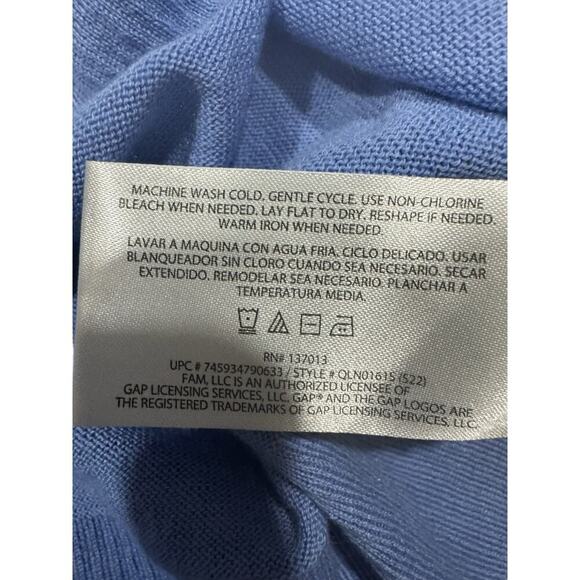 MACHINE WASH COLD. GENTLE CYCLE. USE NON-CHLORINE
BLEACH WHEN NEEDED. LAY FLAT TO DRY. RESHAPE IF NEEDED.
WARM IRON WHEN NEEDED.
LAVAR A MAQUINA CON AGUA FRIA. CICLO DELICADO. USAR
BLANQUEADOR SIN CLORO CUANDO SEA NECESARIO. SECAR
EXTENDIDO. REMODELAR SEA NECESARIO. PLANCHAR A
TEMPERATURA MEDIA.
RN# 137013
UPC # 745934790633 / STYLE # QLN01615 (S22)
FAM, LLC IS AN AUTHORIZED LICENSEE OF
GAP LICENSING SERVICES, LLC. GAP® AND THE GAP LOGOS ARE
THE REGISTERED TRADEMARKS OF GAP LICENSING SERVICES, LLC.